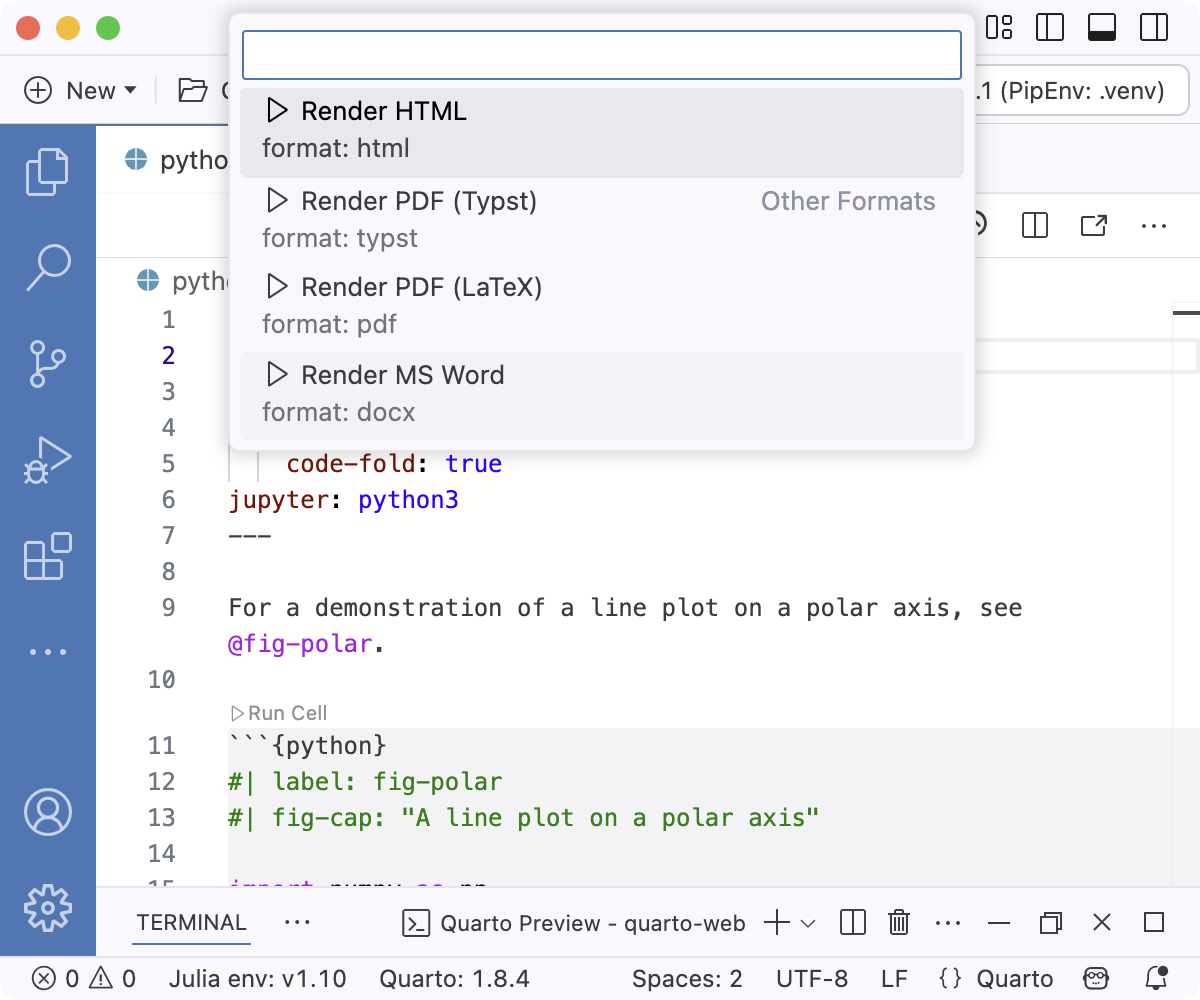 New
.1 (PipEnv: .venv)
Render HTML
format: html
Render PDF (Typst) Other Formats
format: typst
Render PDF (LaTeX)
format: pdf
Render MS Word
format: docx
1
2
3
4
5 code-fold: true
6 jupyter: python3
7 ---
8
9 For a demonstration of a line plot on a polar axis, see
@fig-polar.
10
Run Cell
11 ```{python}
12 #| label: fig-polar
13 #| fig-cap: "A line plot on a polar axis"
14
15 import numpy as np
TERMINAL ··· Quarto Preview - quarto-web
0 0 Julia env: v1.10 Quarto: 1.8.4 Spaces: 2 UTF-8 LF {} Quarto